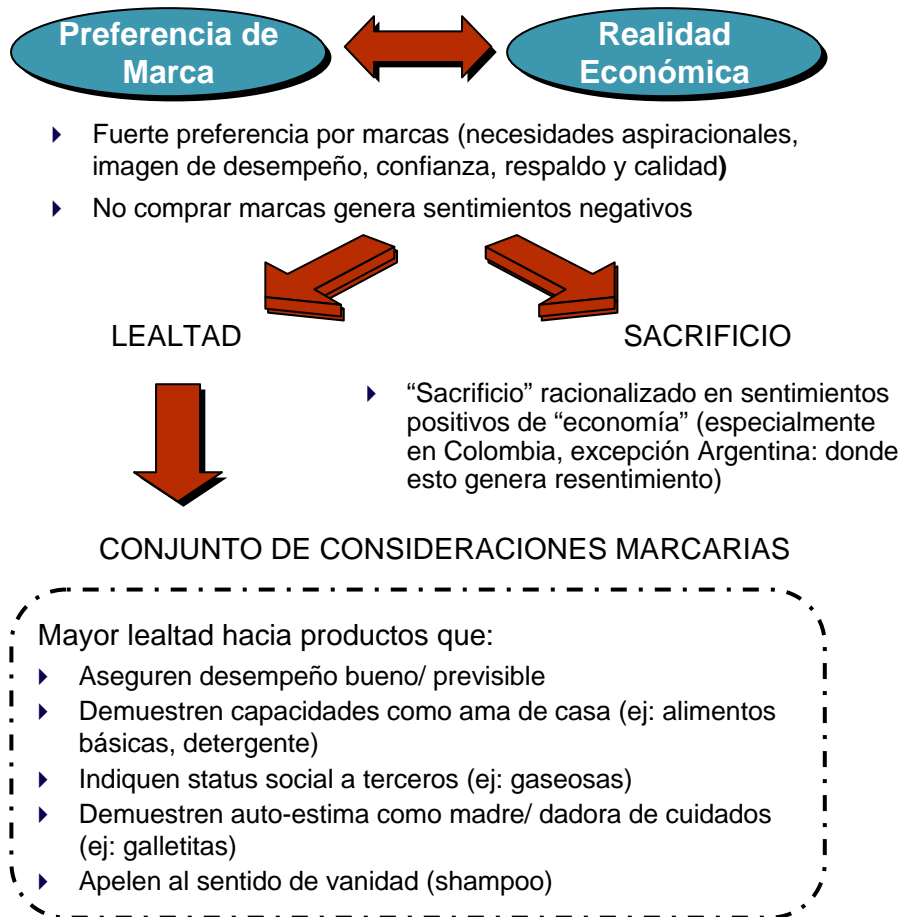 Preferencia de
Marca
Realidad
Económica
Fuerte preferencia por marcas (necesidades aspiracionales,
imagen de desempeño, confianza, respaldo y calidad)
No comprar marcas genera sentimientos negativos
LEALTAD
SACRIFICIO
“Sacrificio” racionalizado en sentimientos
positivos de “economía” (especialmente
en Colombia, excepción Argentina: donde
esto genera resentimiento)
CONJUNTO DE CONSIDERACIONES MARCARIAS
Mayor lealtad hacia productos que:
Aseguren desempeño bueno/ previsible
Demuestren capacidades como ama de casa (ej: alimentos
básicas, detergente)
Indiquen status social a terceros (ej: gaseosas)
Demuestren auto-estima como madre/ dadora de cuidados
(ej: galletitas)
Apelen al sentido de vanidad (shampoo)